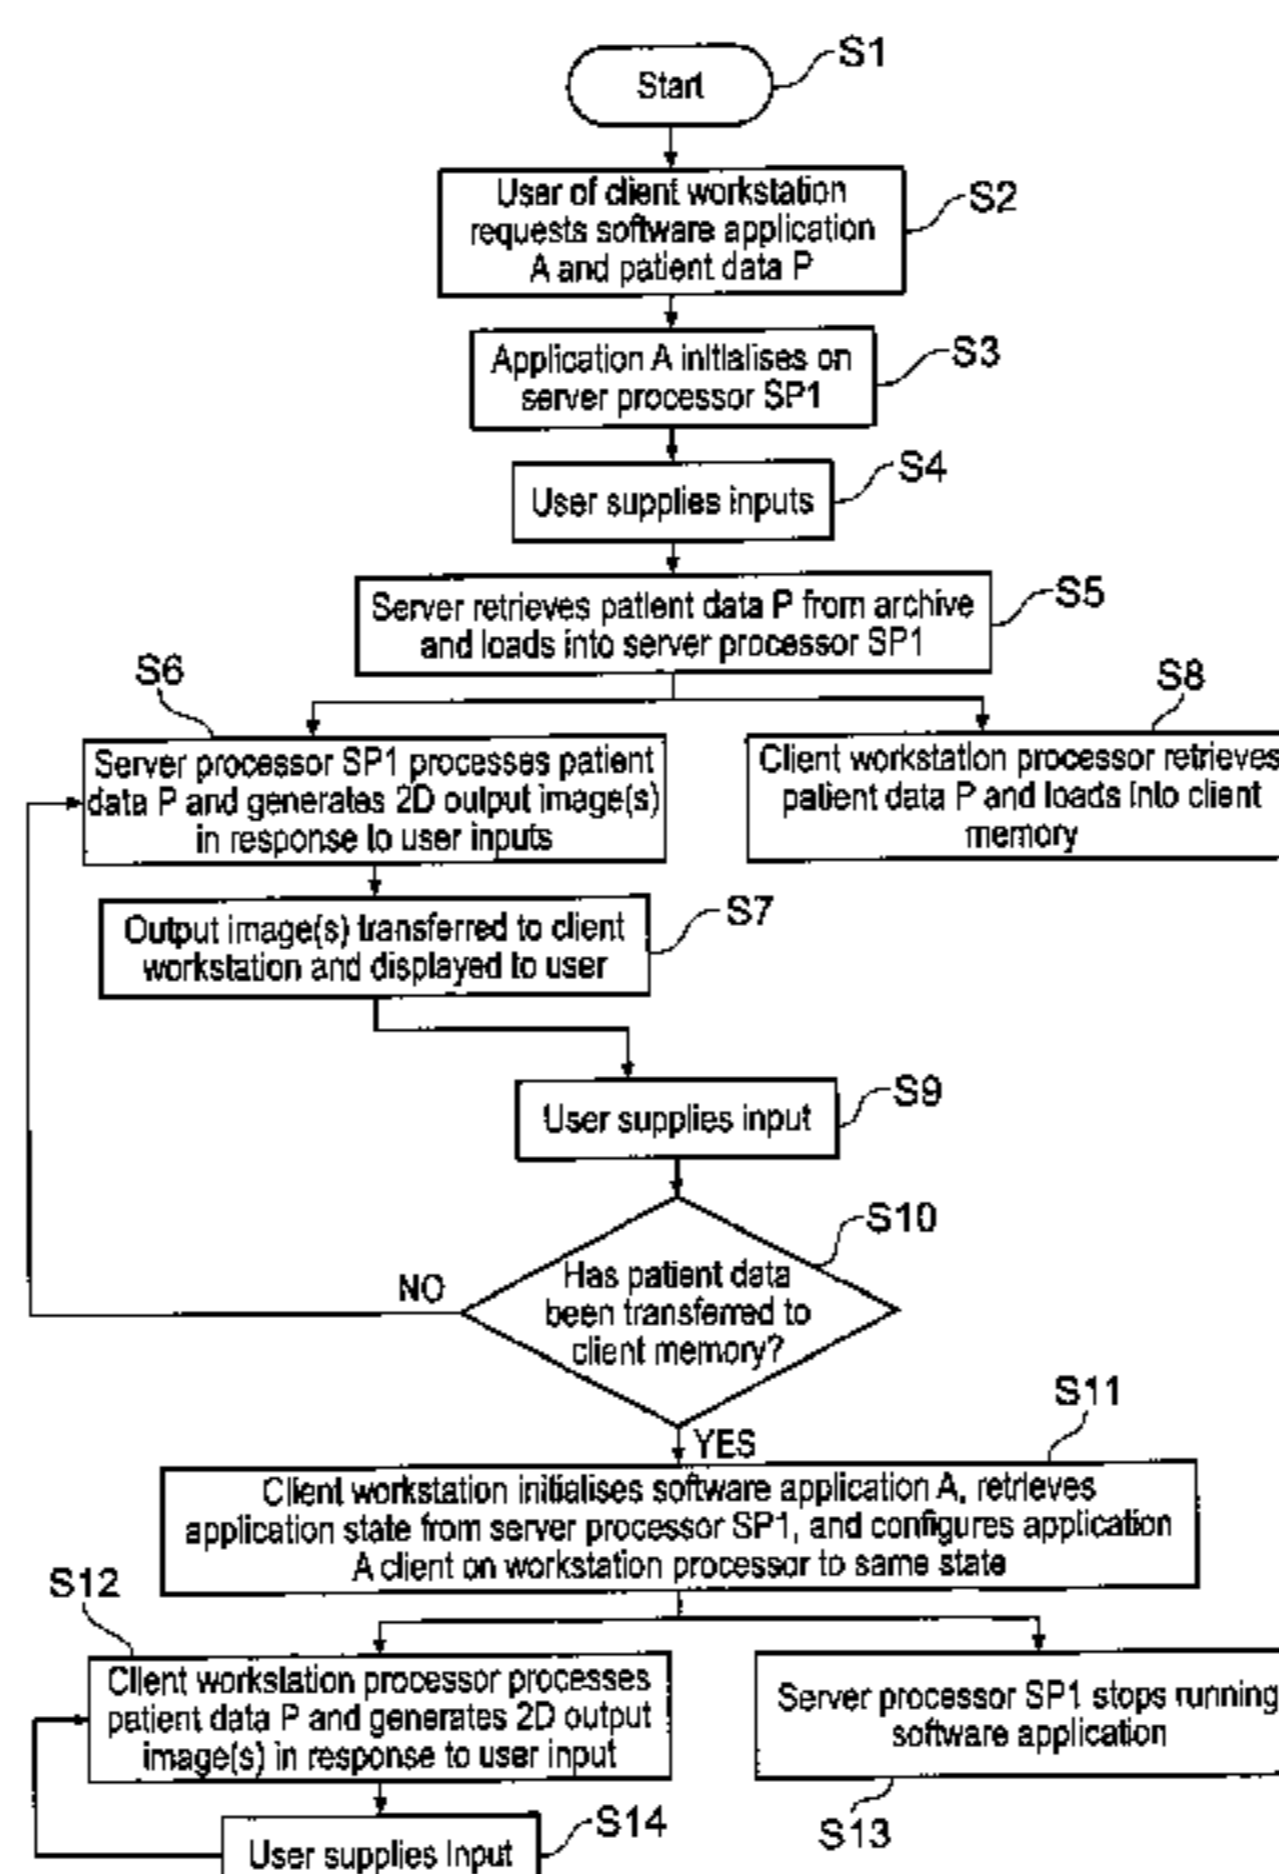 Start
S1
User of client workstation
requests software application
A and patient data P
S2
Application A initialises on
server processor SP1
S3
User supplies inputs
S4
Server retrieves patient data P from archive
and loads into server processor SP1
S5
S6
Server processor SP1 processes patient
data P and generates 2D output image(s)
in response to user inputs
S8
Client workstation processor retrieves
patient data P and loads into client
memory
Output image(s) transferred to client
workstation and displayed to user
S7
User supplies input
S9
Has patient data
been transferred to
client memory?
S10
NO
YES
S11
Client workstation initialises software application A, retrieves
application state from server processor SP1, and configures application
A client on workstation processor to same state
S12
Client workstation processor processes
patient data P and generates 2D output
image(s) in response to user input
Server processor SP1 stops running
software application
S13
User supplies Input
S14